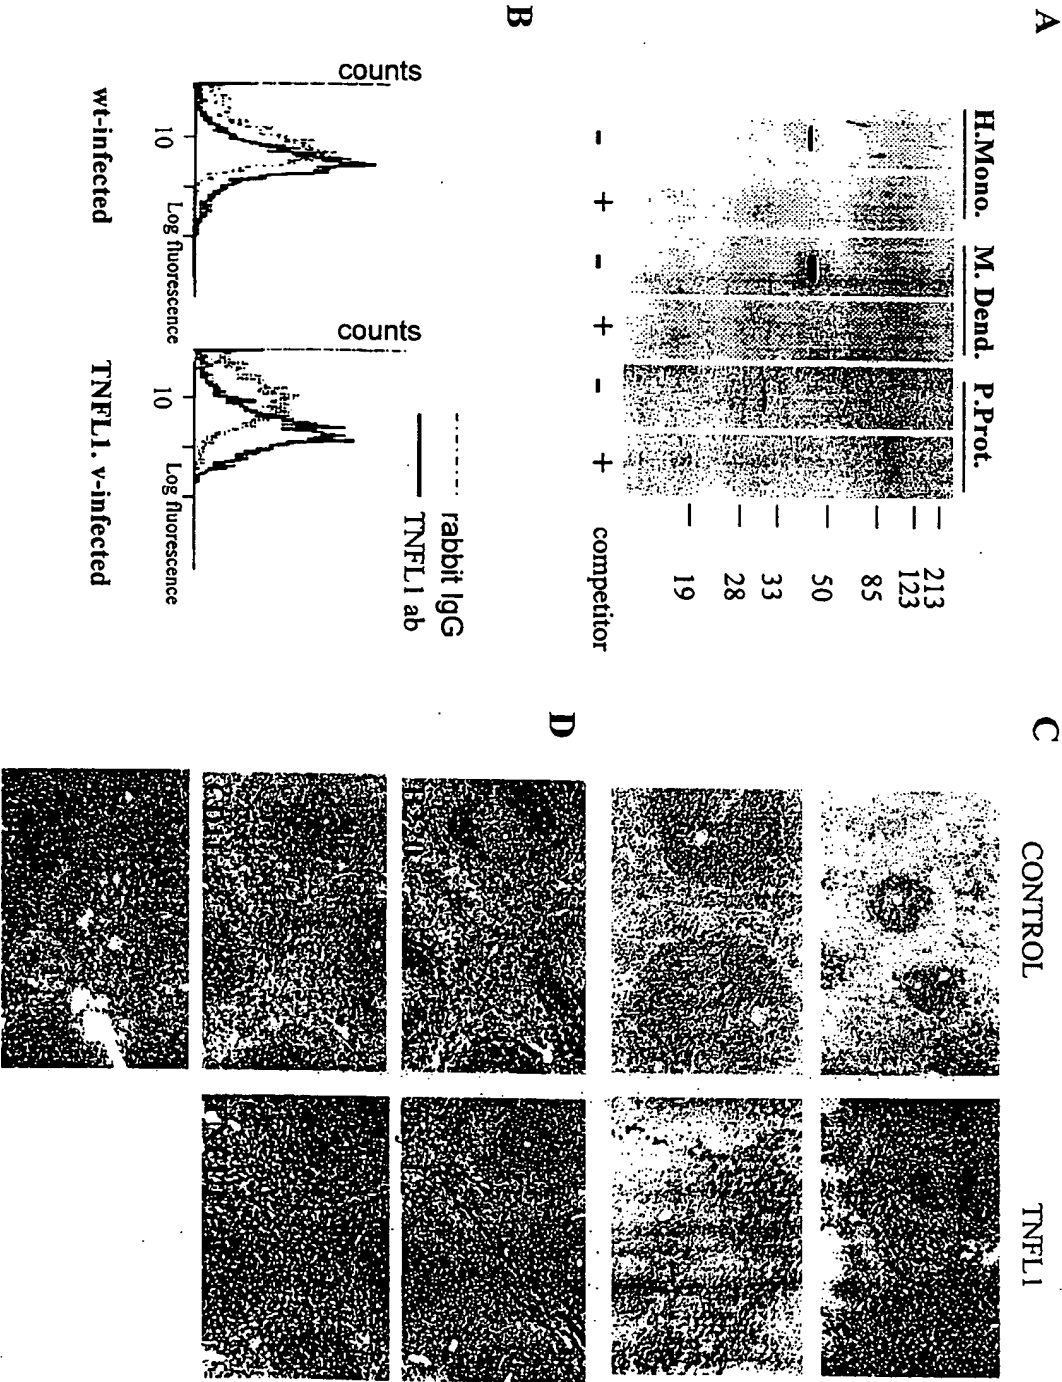 A
H.Mono. M. Dend. P.Prot.
213
123
85
50
33
28
19
- + - + - + competitor
B
rabbit IgG
TNFL1 ab
counts
10
Log fluorescence
wt-infected
counts
10
Log fluorescence
TNFL1. v-infected
C
CONTROL TNFL1
D